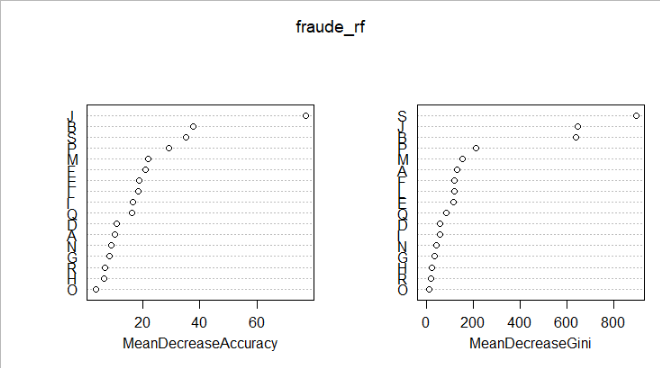 fraude_rf
J
B
S
P
M
E
F
L
I
Q
D
A
N
G
R
H
O
20 40 60
MeanDecreaseAccuracy
S
J
B
P
M
A
F
L
E
Q
D
I
N
G
H
R
O
0 200 400 600 800
MeanDecreaseGini